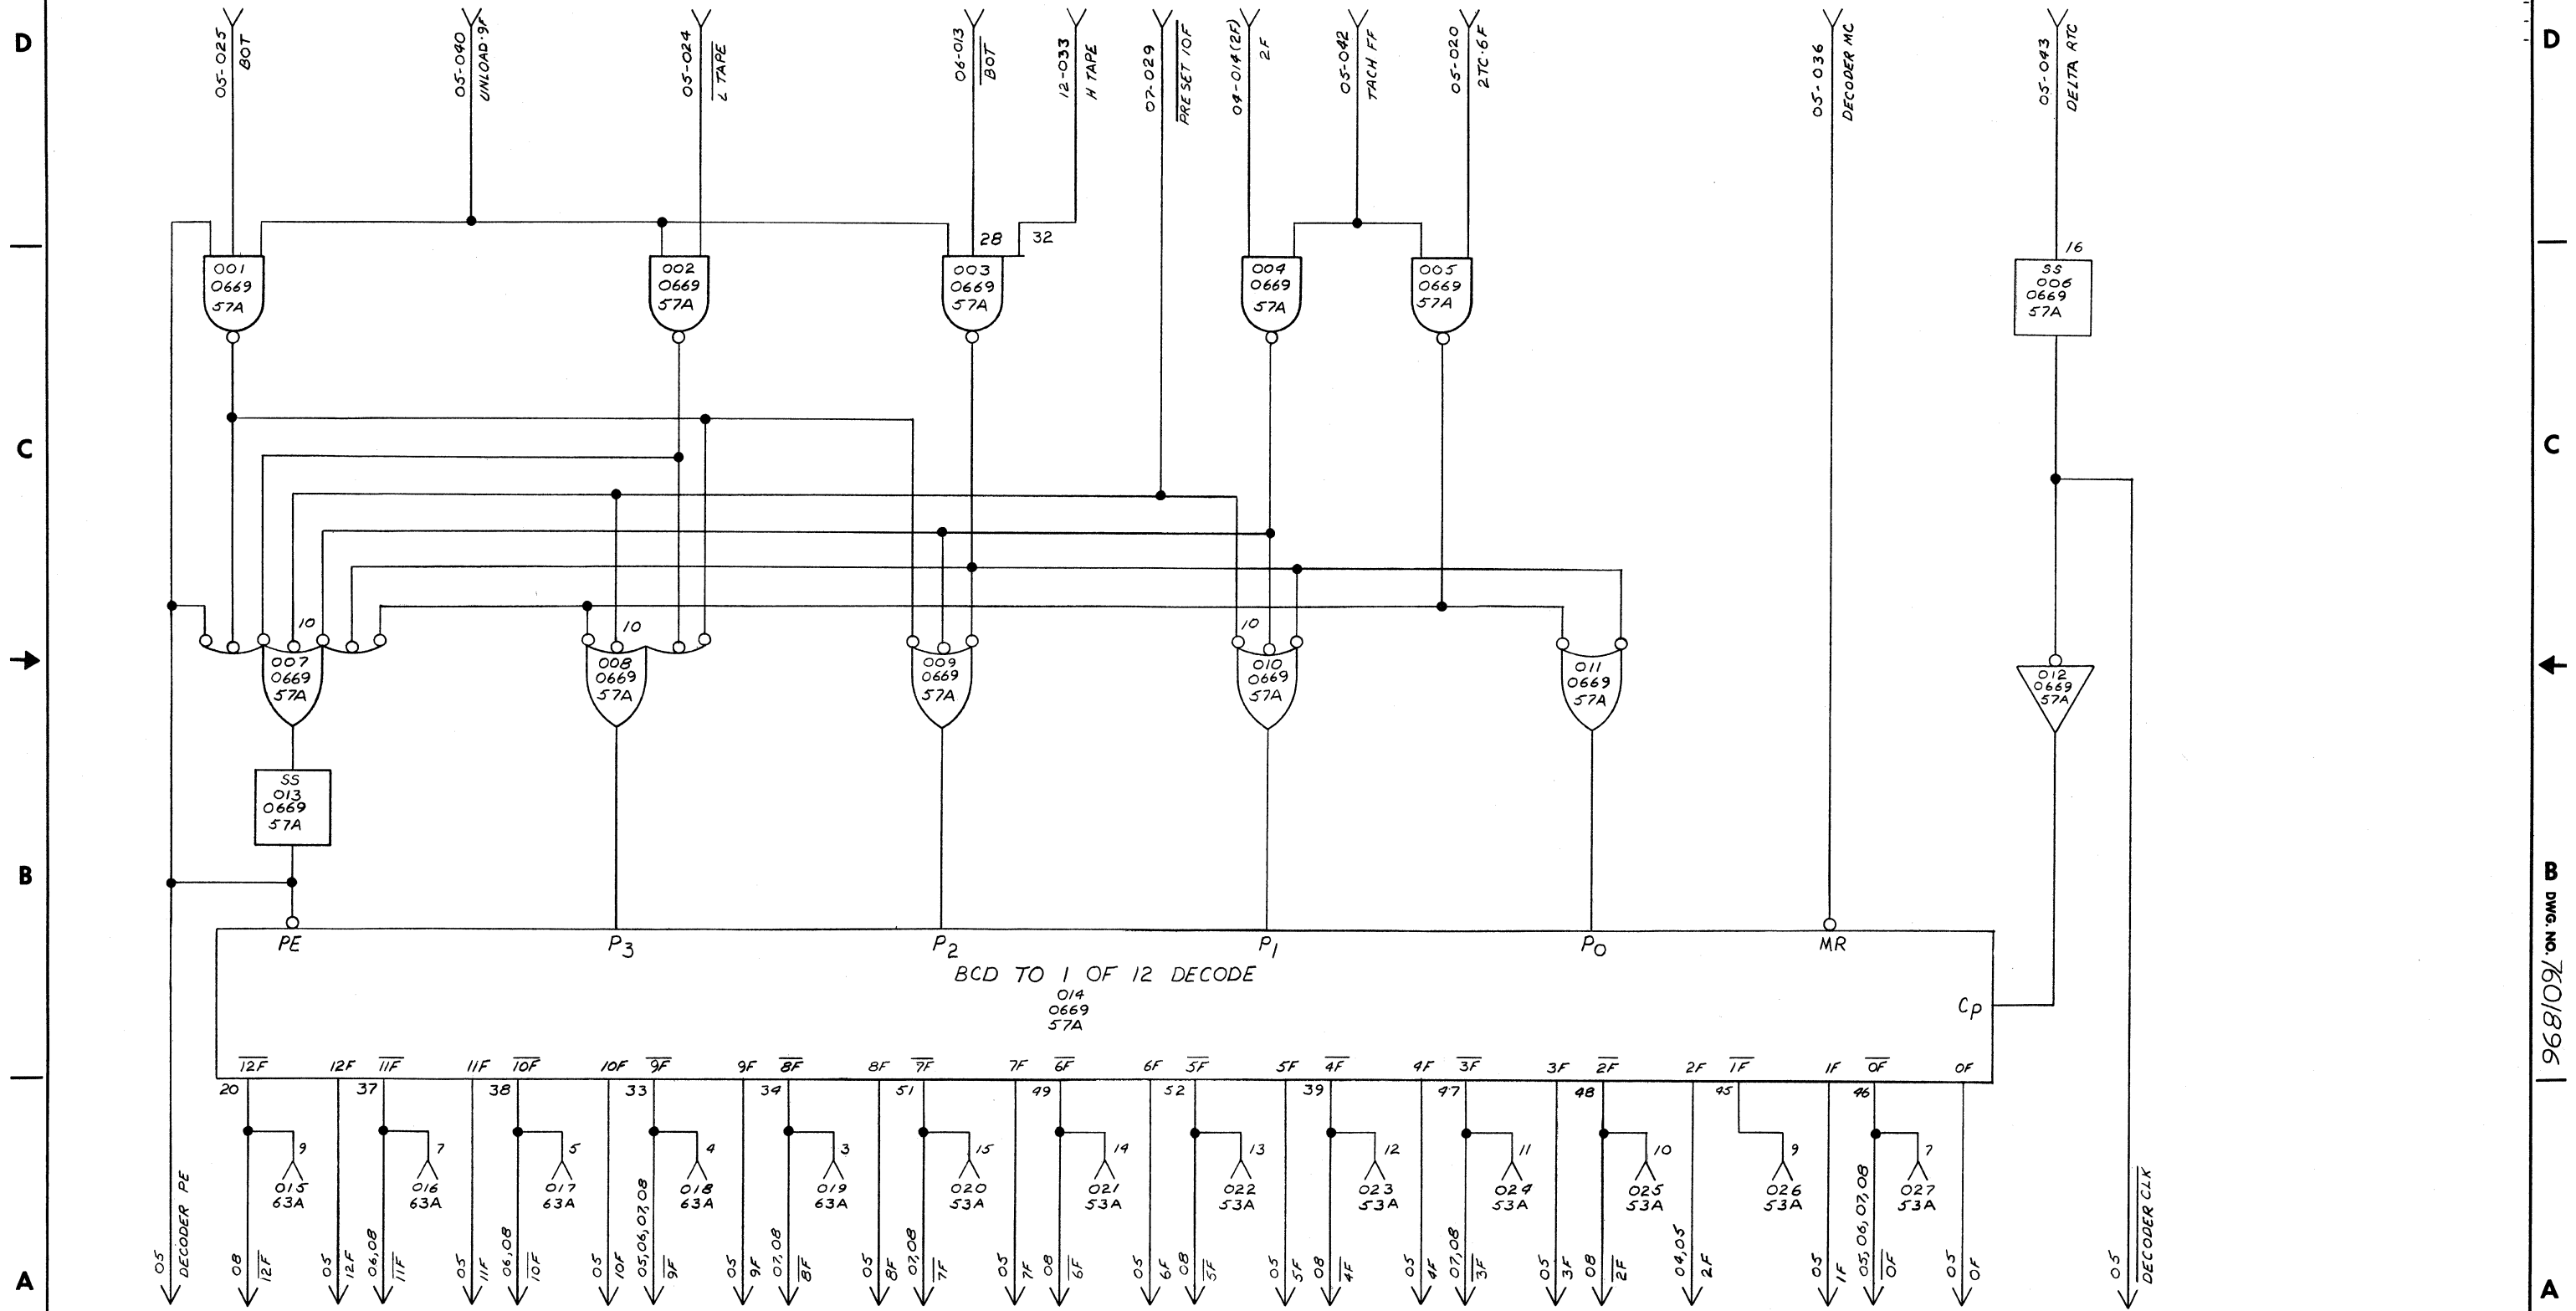 D
05-025
BOT
05-040
UNLOAD·9F
05-024
L TAPE
06-013
BOT
12-033
H TAPE
07-029
PRESET 10F
04-014(2F)
2F
05-042
TACH FF
05-020
2TC·6F
05-036
DECODER MC
05-043
DELTA RTC
D
28
32
16
001
0669
57A
002
0669
57A
003
0669
57A
004
0669
57A
005
0669
57A
SS
006
0669
57A
C
C
10
10
10
007
0669
57A
008
0669
57A
009
0669
57A
010
0669
57A
011
0669
57A
012
0669
57A
SS
013
0669
57A
B
B
DWG. NO. 7601896
PE
P3
P2
P1
P0
MR
BCD TO 1 OF 12 DECODE
014
0669
57A
Cp
12F 12F 11F 11F 10F 10F 9F 9F 8F 8F 7F 7F 6F 6F 5F 5F 4F 4F 3F 3F 2F 2F 1F 1F 0F 0F
20 37 38 33 34 51 49 52 39 47 48 45 46
9 7 5 4 3 15 14 13 12 11 10 9 7
015
63A
016
63A
017
63A
018
63A
019
63A
020
53A
021
53A
022
53A
023
53A
024
53A
025
53A
026
53A
027
53A
A
05
DECODER PE
08
12F
05
12F
06,08
11F
05
11F
06,08
10F
05
10F
05,06,07,08
9F
05
9F
07,08
8F
05
8F
07,08
7F
05
7F
08
6F
05
6F
08
5F
05
5F
08
4F
05
4F
07,08
3F
05
3F
08
2F
04,05
2F
05
1F
05,06,07,08
0F
05
0F
05
DECODER CLK
A